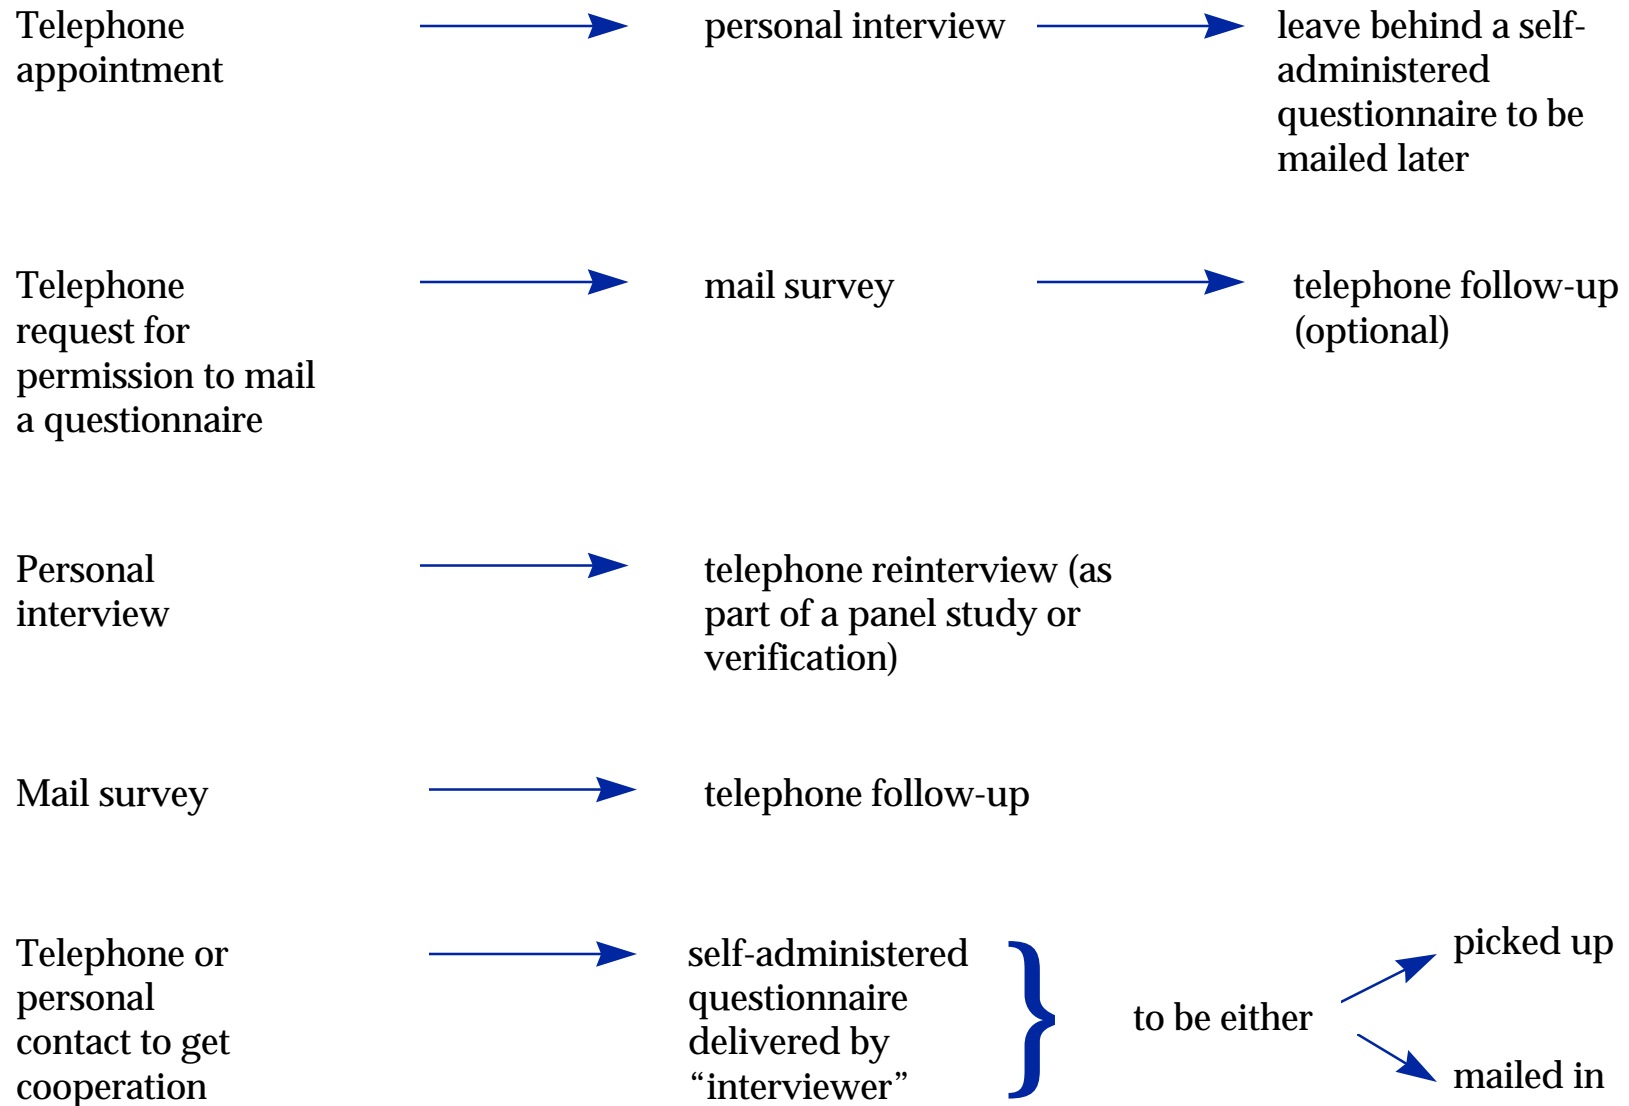 Telephone
appointment
personal interview
leave behind a self-
administered
questionnaire to be
mailed later
Telephone
request for
permission to mail
a questionnaire
mail survey
telephone follow-up
(optional)
Personal
interview
telephone reinterview (as
part of a panel study or
verification)
Mail survey
telephone follow-up
Telephone or
personal
contact to get
cooperation
self-administered
questionnaire
delivered by
“interviewer”
}
to be either
picked up
mailed in